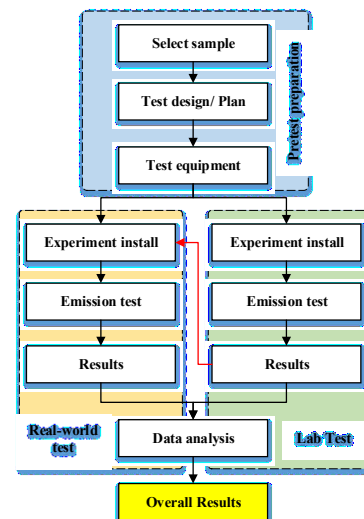 Select sample
Test design/ Plan
Test equipment
Pretest preparation
Experiment install
Experiment install
Emission test
Emission test
Results
Results
Real-world
test
Data analysis
Lab Test
Overall Results